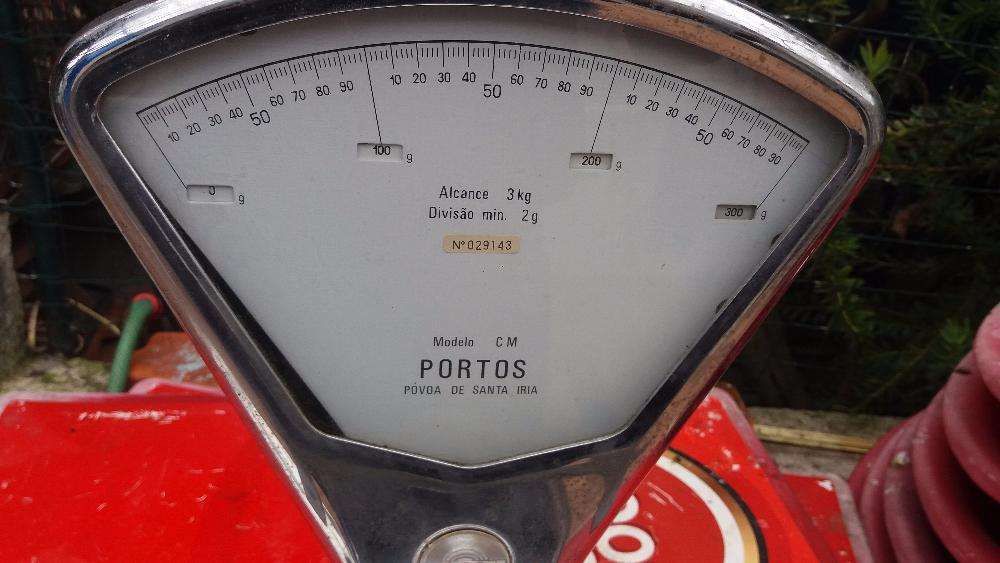 10 20 30 40 50 60 70 80 90 10 20 30 40 50 60 70 80 90 10 20 30 40 50 60 70 80 90
0 g 100 g 200 g 300 g
Alcance 3 kg
Divisão min. 2 g
Nº 029143
Modelo CM
PORTOS
PÓVOA DE SANTA IRIA